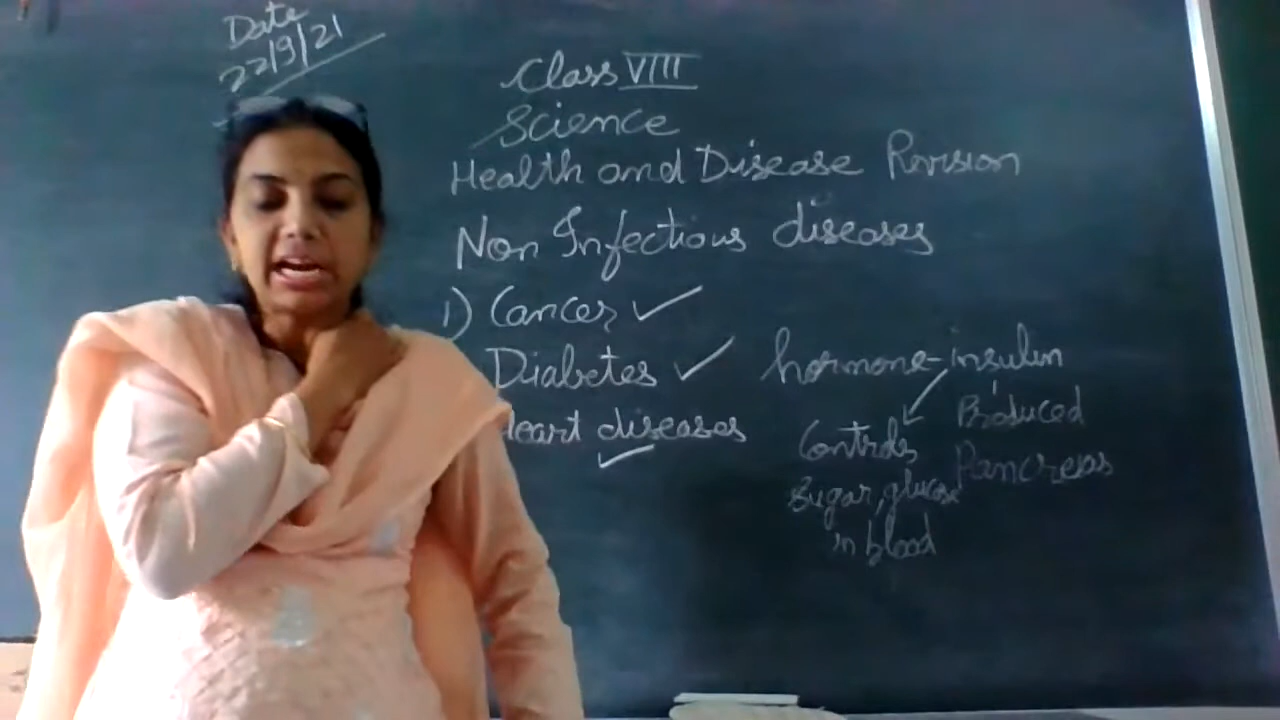 Date
22/9/21
Class VIII
Science
Health and Disease Revision
Non Infectious diseases
1) Cancer ✓
Diabetes ✓ hormone-insulin
Heart diseases ✓
Controls
Sugar, glucose
in blood
Produced
Pancreas